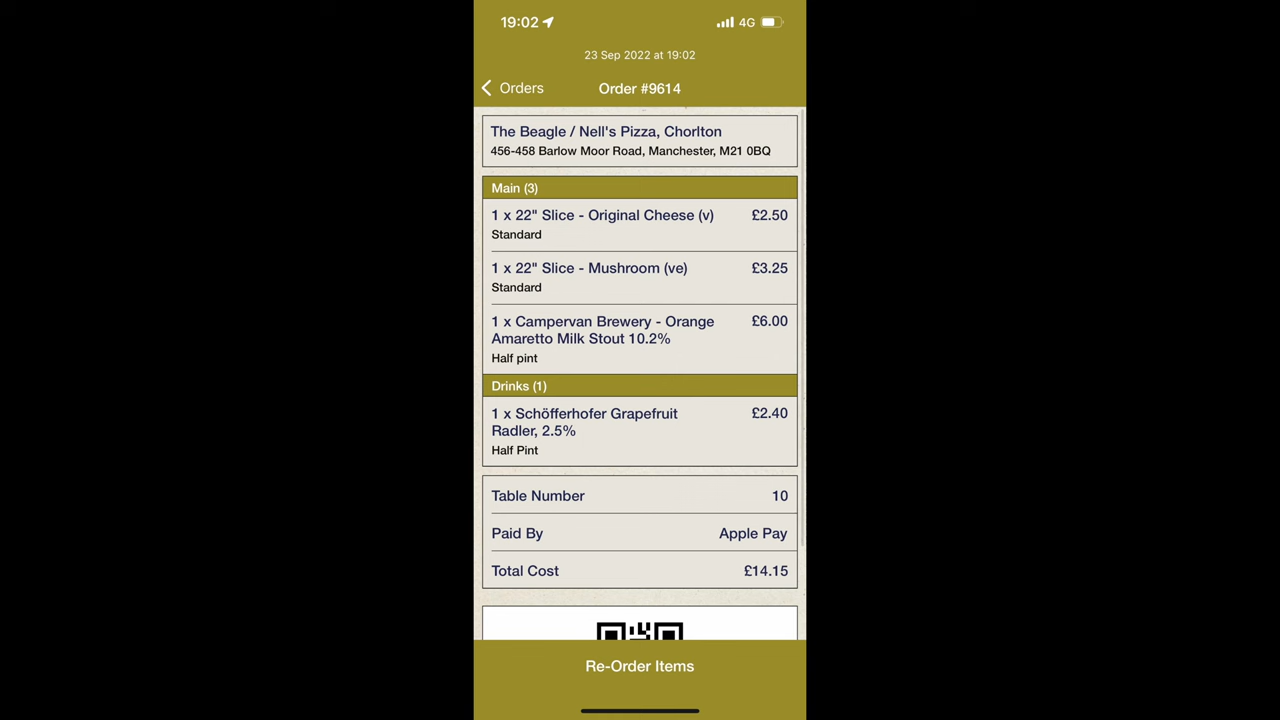 19:02
4G
23 Sep 2022 at 19:02
Orders
Order #9614
The Beagle / Nell's Pizza, Chorlton
456-458 Barlow Moor Road, Manchester, M21 0BQ
Main (3)
1 x 22" Slice - Original Cheese (v) £2.50
Standard
1 x 22" Slice - Mushroom (ve) £3.25
Standard
1 x Campervan Brewery - Orange £6.00
Amaretto Milk Stout 10.2%
Half pint
Drinks (1)
1 x Schöfferhofer Grapefruit £2.40
Radler, 2.5%
Half Pint
Table Number 10
Paid By Apple Pay
Total Cost £14.15
Re-Order Items